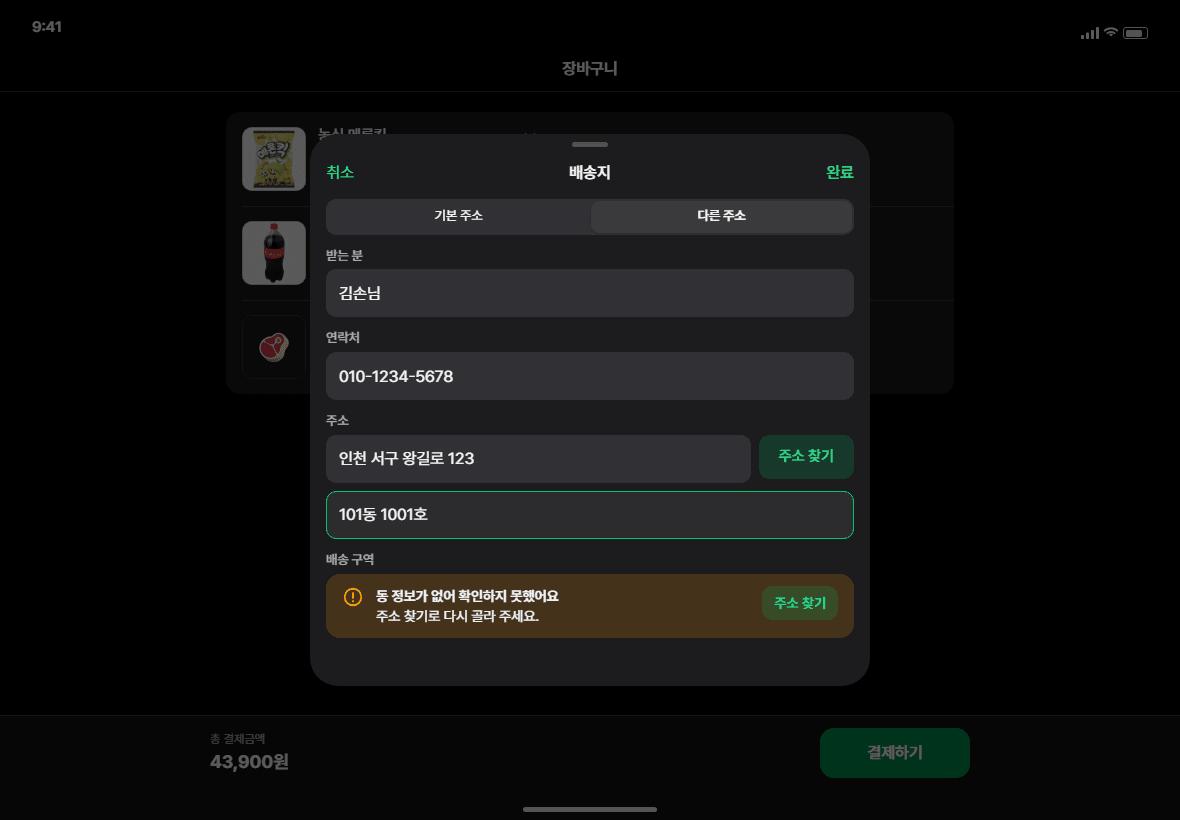 9:41
장바구니
취소
배송지
완료
기본 주소
다른 주소
받는 분
김손님
연락처
010-1234-5678
주소
인천 서구 왕길로 123
주소 찾기
101동 1001호
배송 구역
동 정보가 없어 확인하지 못했어요
주소 찾기로 다시 골라 주세요.
주소 찾기
총 결제금액
43,900원
결제하기